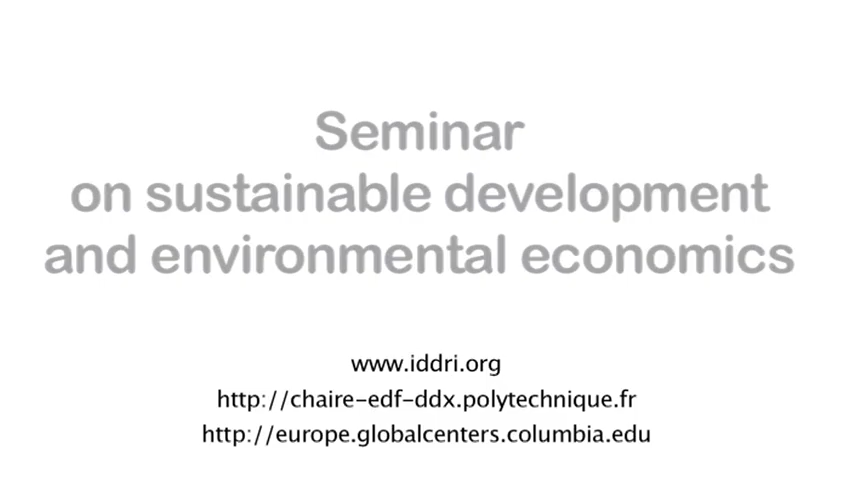 Seminar
on sustainable development
and environmental economics
www.iddri.org
http://chaire-edf-ddx.polytechnique.fr
http://europe.globalcenters.columbia.edu